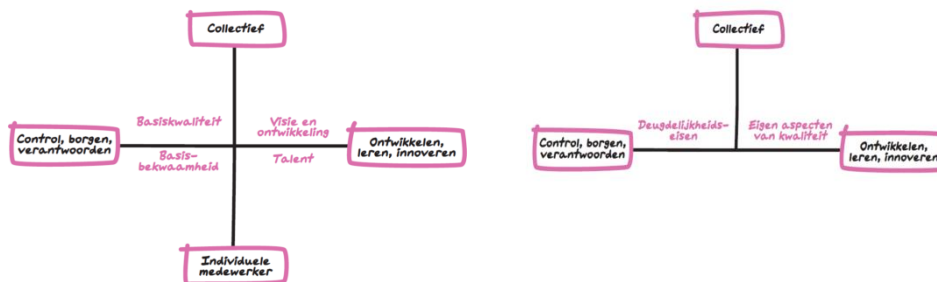 Collectief
Basiskwaliteit
Visie en
ontwikkeling
Control, borgen,
verantwoorden
Ontwikkelen,
leren, innoveren
Basis-
bekwaamheid
Talent
Individuele
medewerker
Collectief
Deugdelijkheids-
eisen
Eigen aspecten
van kwaliteit
Control, borgen,
verantwoorden
Ontwikkelen,
leren, innoveren